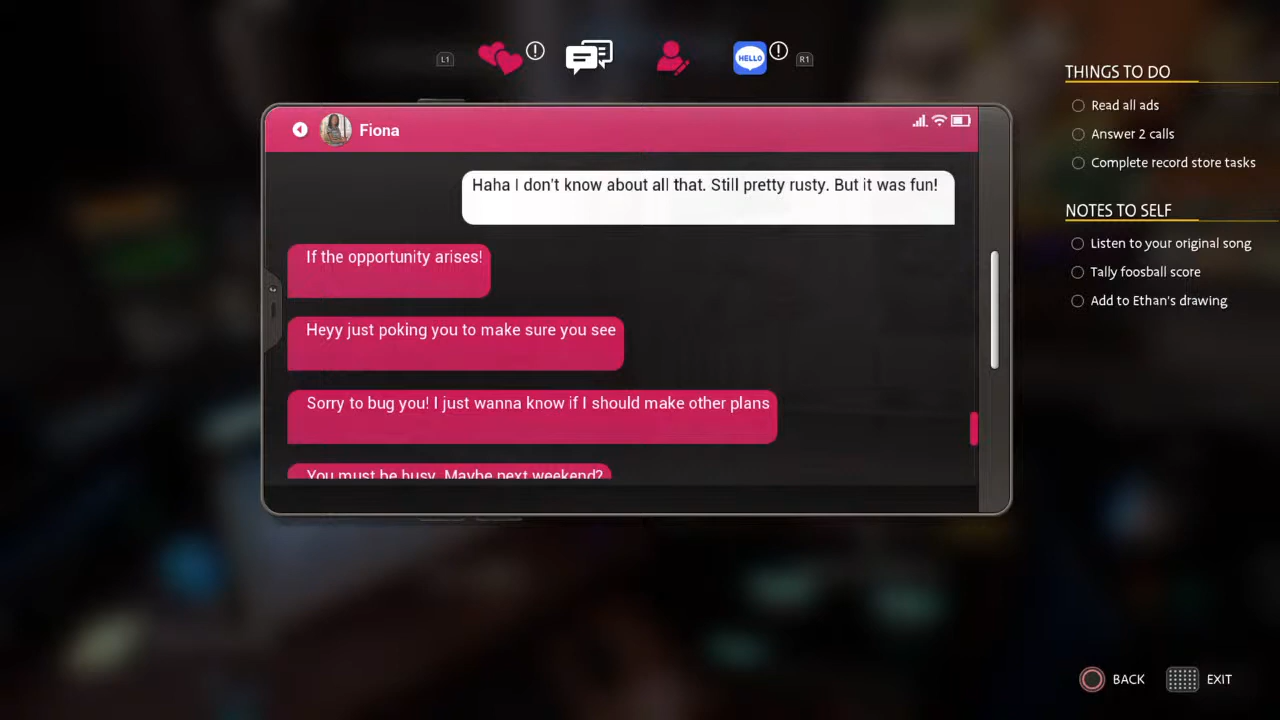 L1
HELLO
R1
Fiona
Haha I don't know about all that. Still pretty rusty. But it was fun!
If the opportunity arises!
Heyy just poking you to make sure you see
Sorry to bug you! I just wanna know if I should make other plans
You must be busy. Maybe next weekend?
THINGS TO DO
Read all ads
Answer 2 calls
Complete record store tasks
NOTES TO SELF
Listen to your original song
Tally foosball score
Add to Ethan's drawing
BACK
EXIT